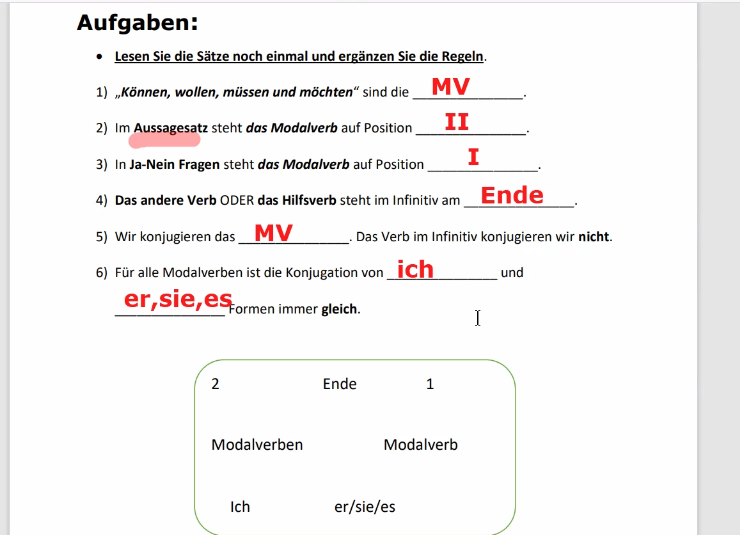 Aufgaben:
• Lesen Sie die Sätze noch einmal und ergänzen Sie die Regeln.
1) „Können, wollen, müssen und möchten“ sind die MV.
2) Im Aussagesatz steht das Modalverb auf Position II.
3) In Ja-Nein Fragen steht das Modalverb auf Position I.
4) Das andere Verb ODER das Hilfsverb steht im Infinitiv am Ende.
5) Wir konjugieren das MV. Das Verb im Infinitiv konjugieren wir nicht.
6) Für alle Modalverben ist die Konjugation von ich und
er,sie,es Formen immer gleich.
2 Ende 1
Modalverben Modalverb
Ich er/sie/es